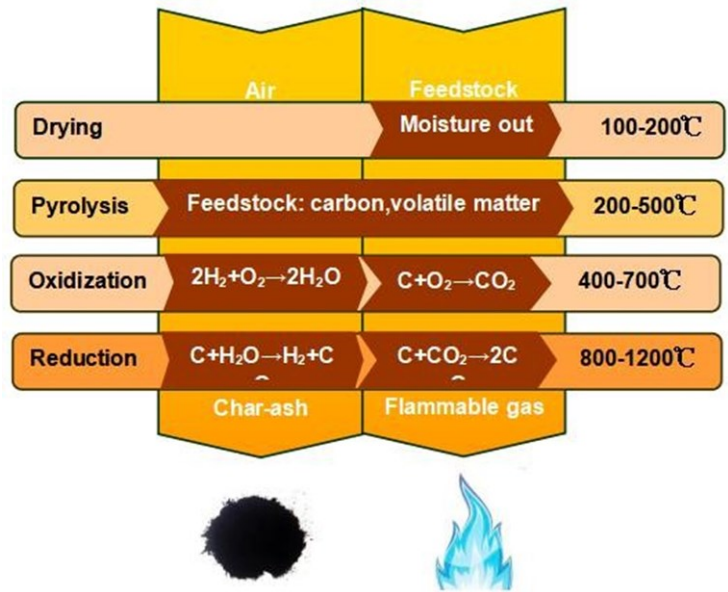 Air
Feedstock
Drying
Moisture out
100-200℃
Pyrolysis
Feedstock: carbon,volatile matter
200-500℃
Oxidization
2H₂+O₂→2H₂O
C+O₂→CO₂
400-700℃
Reduction
C+H₂O→H₂+C
C+CO₂→2C
800-1200℃
Char-ash
Flammable gas